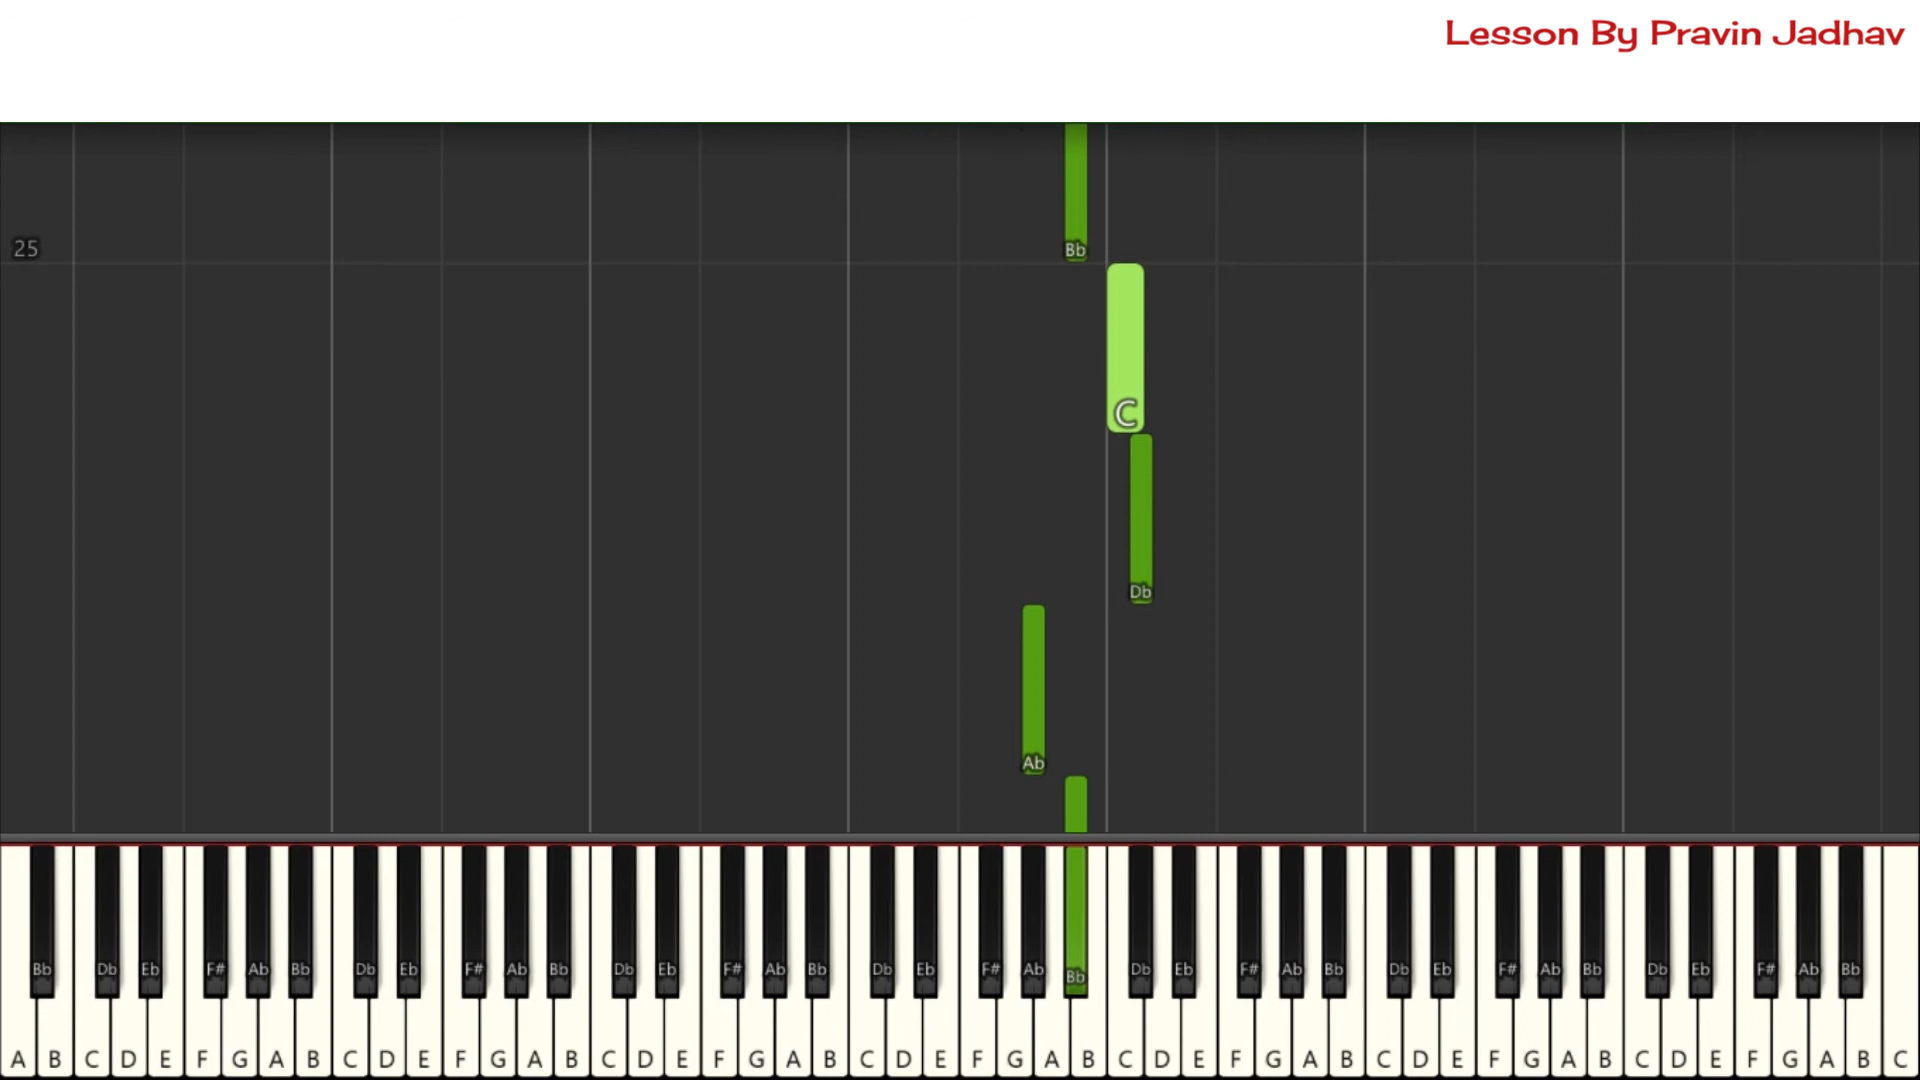 Lesson By Pravin Jadhav
Bb
25
C
Db
Ab
Bb Db Eb F# Ab Bb Db Eb F# Ab Bb Db Eb F# Ab Bb Db Eb F# Ab Bb Db Eb F# Ab Bb Db Eb F# Ab Bb Db Eb F# Ab Bb
A B C D E F G A B C D E F G A B C D E F G A B C D E F G A B C D E F G A B C D E F G A B C D E F G A B C